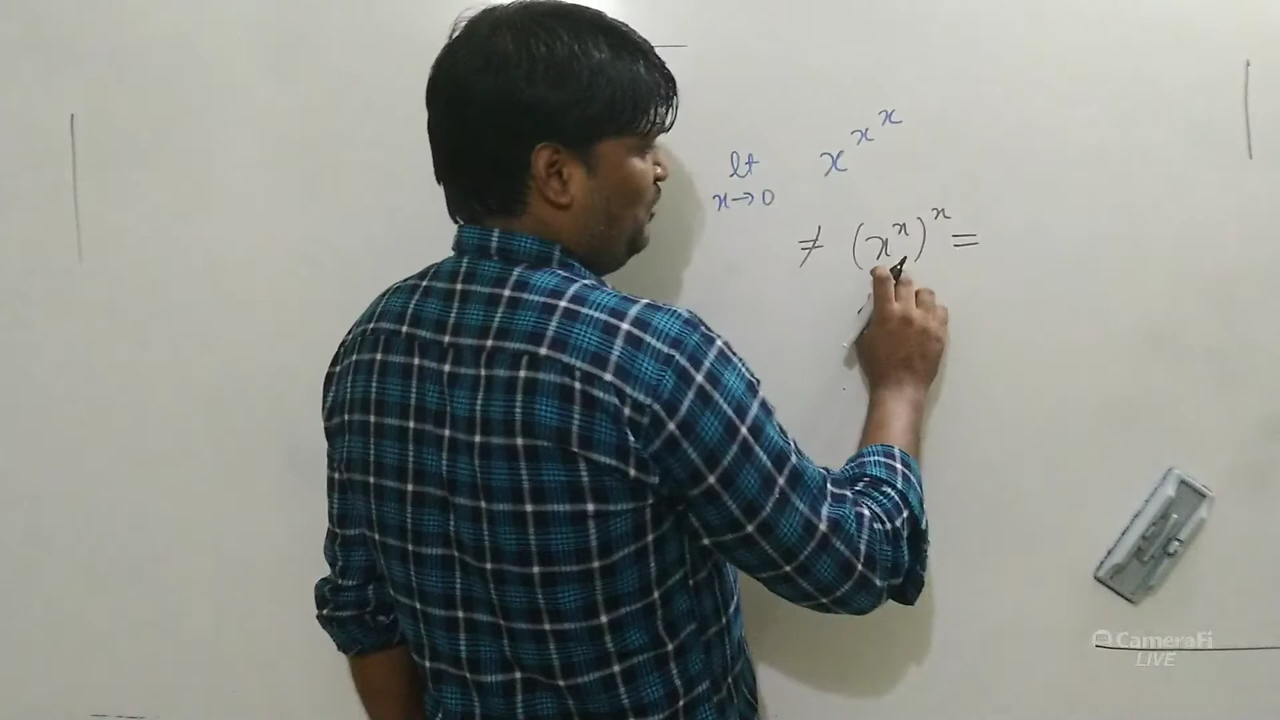 lt x^{x^x}
x→0
≠ (x^x)^x =
CameraFi
LIVE